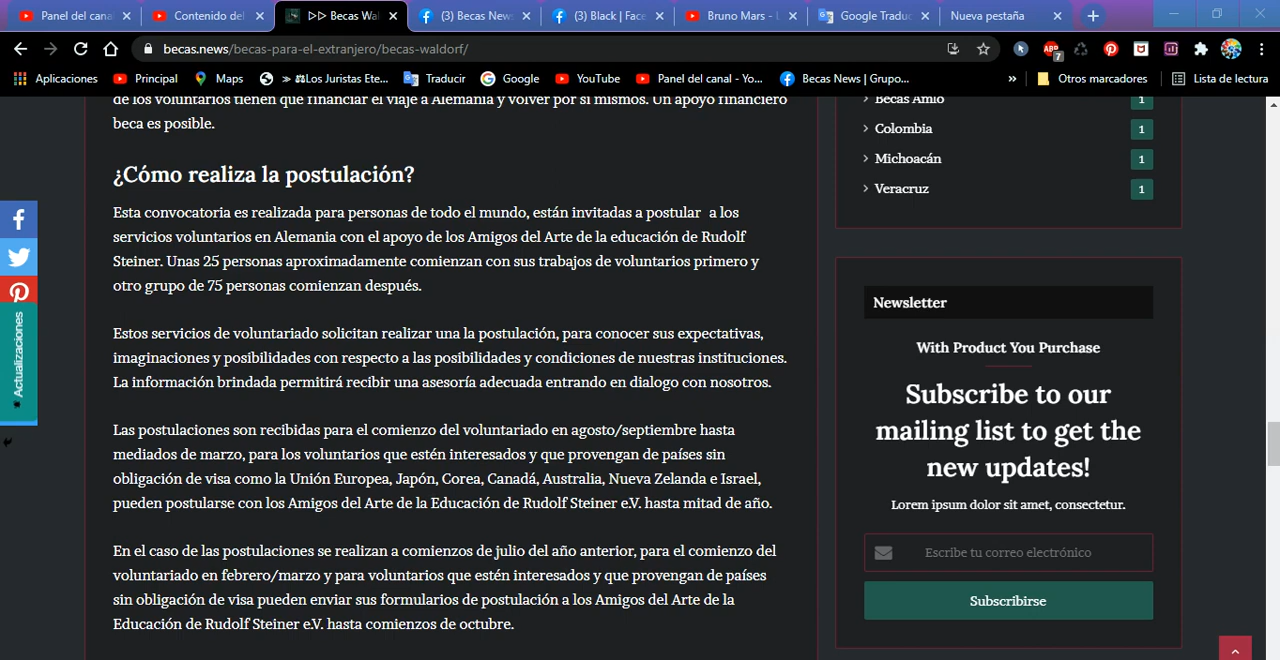 Panel del canal
Contenido del
▷▷ Becas Wal
(3) Becas News
(3) Black | Face
Bruno Mars - L
Google Tradu
Nueva pestaña
becas.news/becas-para-el-extranjero/becas-waldorf/
7
Aplicaciones
Principal
Maps
» ⚖Los Juristas Ete...
Traducir
Google
YouTube
Panel del canal - Yo...
Becas News | Grupo...
»
Otros marcadores
Lista de lectura
de los voluntarios tienen que financiar el viaje a Alemania y volver por sí mismos. Un apoyo financiero
beca es posible.
¿Cómo realiza la postulación?
Esta convocatoria es realizada para personas de todo el mundo, están invitadas a postular a los
servicios voluntarios en Alemania con el apoyo de los Amigos del Arte de la educación de Rudolf
Steiner. Unas 25 personas aproximadamente comienzan con sus trabajos de voluntarios primero y
otro grupo de 75 personas comienzan después.
Estos servicios de voluntariado solicitan realizar una la postulación, para conocer sus expectativas,
imaginaciones y posibilidades con respecto a las posibilidades y condiciones de nuestras instituciones.
La información brindada permitirá recibir una asesoría adecuada entrando en dialogo con nosotros.
Las postulaciones son recibidas para el comienzo del voluntariado en agosto/septiembre hasta
mediados de marzo, para los voluntarios que estén interesados y que provengan de países sin
obligación de visa como la Unión Europea, Japón, Corea, Canadá, Australia, Nueva Zelanda e Israel,
pueden postularse con los Amigos del Arte de la Educación de Rudolf Steiner e.V. hasta mitad de año.
En el caso de las postulaciones se realizan a comienzos de julio del año anterior, para el comienzo del
voluntariado en febrero/marzo y para voluntarios que estén interesados y que provengan de países
sin obligación de visa pueden enviar sus formularios de postulación a los Amigos del Arte de la
Educación de Rudolf Steiner e.V. hasta comienzos de octubre.
Actualizaciones
Becas Amlo 1
Colombia 1
Michoacán 1
Veracruz 1
Newsletter
With Product You Purchase
Subscribe to our
mailing list to get the
new updates!
Lorem ipsum dolor sit amet, consectetur.
Escribe tu correo electrónico
Subscribirse